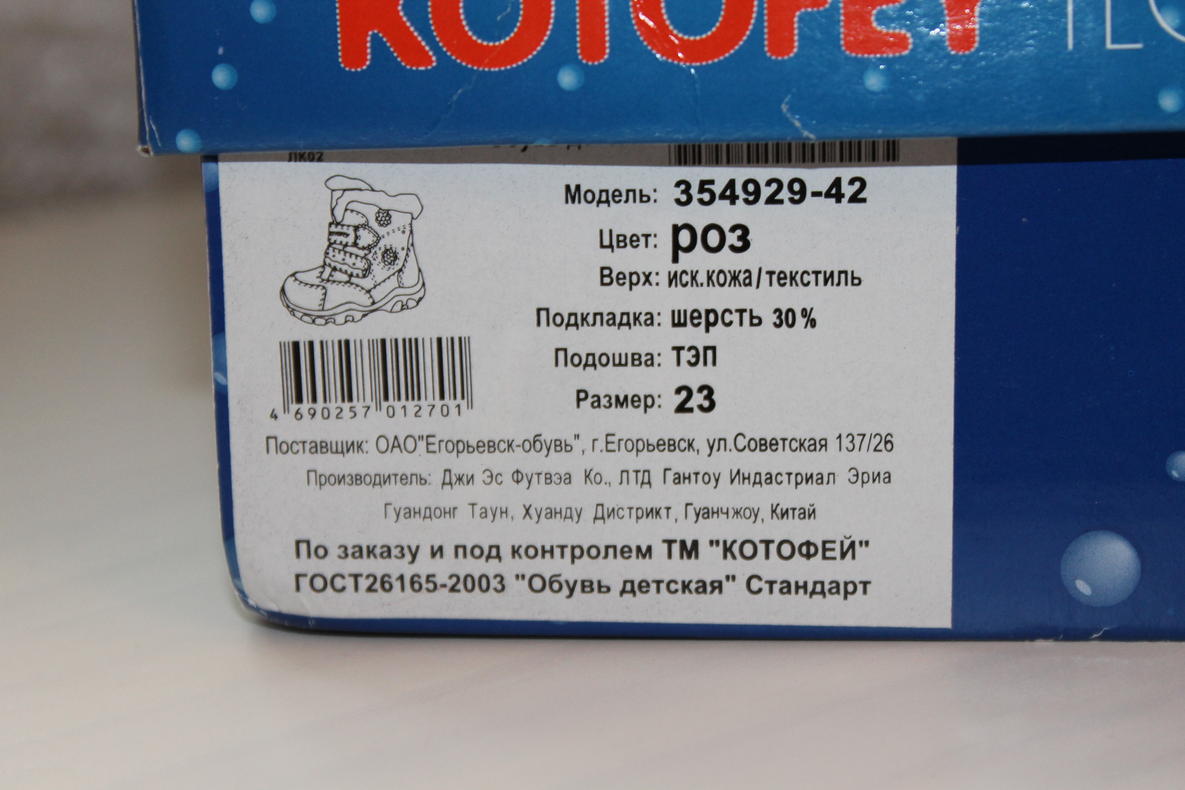 KOTOFEY
ЛК02
Модель: 354929-42
Цвет: роз
Верх: иск.кожа/текстиль
Подкладка: шерсть 30%
Подошва: ТЭП
Размер: 23
4 690257 012701
Поставщик: ОАО"Егорьевск-обувь", г.Егорьевск, ул.Советская 137/26
Производитель: Джи Эс Футвэа Ко., ЛТД Гантоу Индастриал Эриа
Гуандонг Таун, Хуанду Дистрикт, Гуанчжоу, Китай
По заказу и под контролем ТМ "КОТОФЕЙ"
ГОСТ26165-2003 "Обувь детская" Стандарт